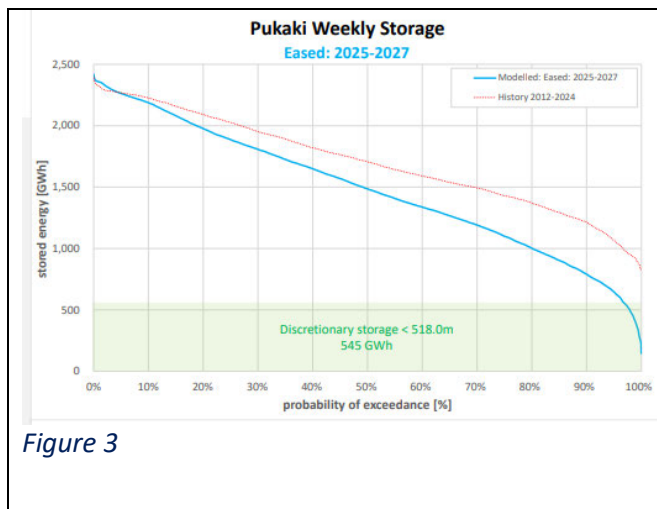 Pukaki Weekly Storage
Eased: 2025-2027
2,500
2,000
1,500
1,000
500
0
stored energy [GWh]
Modelled: Eased: 2025-2027
History 2012-2024
Discretionary storage < 518.0m
545 GWh
0% 10% 20% 30% 40% 50% 60% 70% 80% 90% 100%
probability of exceedance [%]
Figure 3